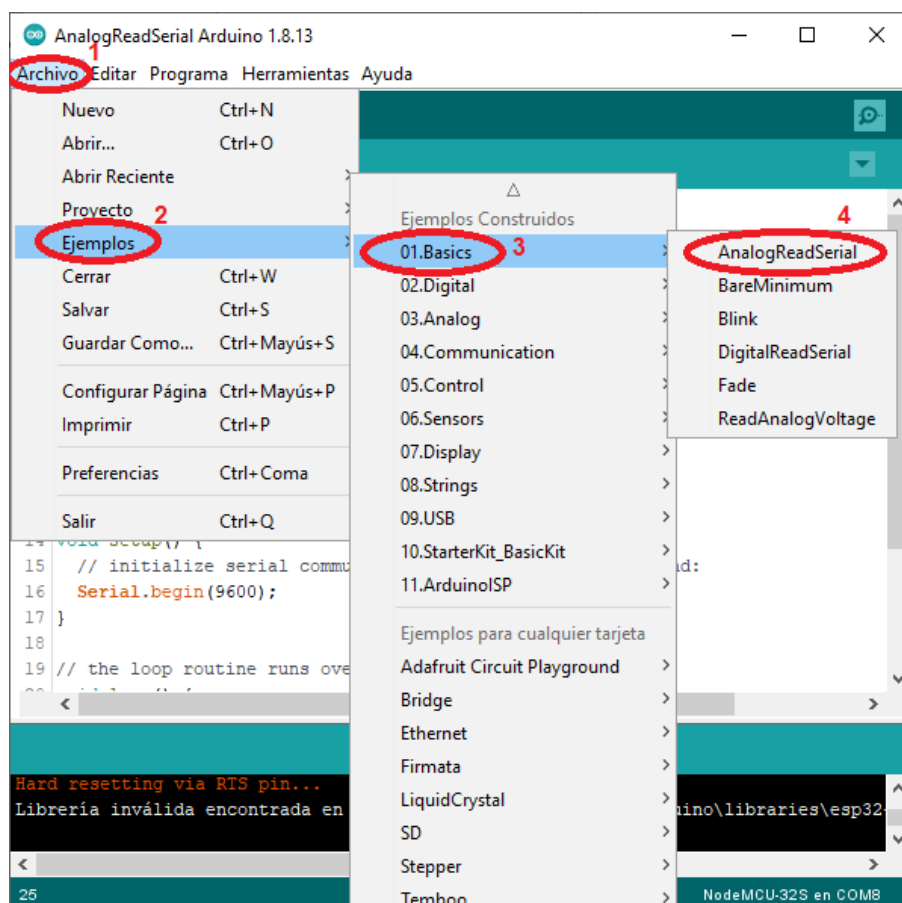 AnalogReadSerial Arduino 1.8.13
1
Archivo Editar Programa Herramientas Ayuda
Nuevo Ctrl+N
Abrir... Ctrl+O
Abrir Reciente
Proyecto
2
Ejemplos
Cerrar Ctrl+W
Salvar Ctrl+S
Guardar Como... Ctrl+Mayús+S
Configurar Página Ctrl+Mayús+P
Imprimir Ctrl+P
Preferencias Ctrl+Coma
Salir Ctrl+Q
Ejemplos Construidos
01.Basics 3
02.Digital
03.Analog
04.Communication
05.Control
06.Sensors
07.Display
08.Strings
09.USB
10.StarterKit_BasicKit
11.ArduinoISP
Ejemplos para cualquier tarjeta
Adafruit Circuit Playground
Bridge
Ethernet
Firmata
LiquidCrystal
SD
Stepper
Temboo
4
AnalogReadSerial
BareMinimum
Blink
DigitalReadSerial
Fade
ReadAnalogVoltage
14 void setup() {
15 // initialize serial commu nd:
16 Serial.begin(9600);
17 }
18
19 // the loop routine runs ove
Hard resetting via RTS pin...
Librería inválida encontrada en uino\libraries\esp32-
25 NodeMCU-32S en COM8